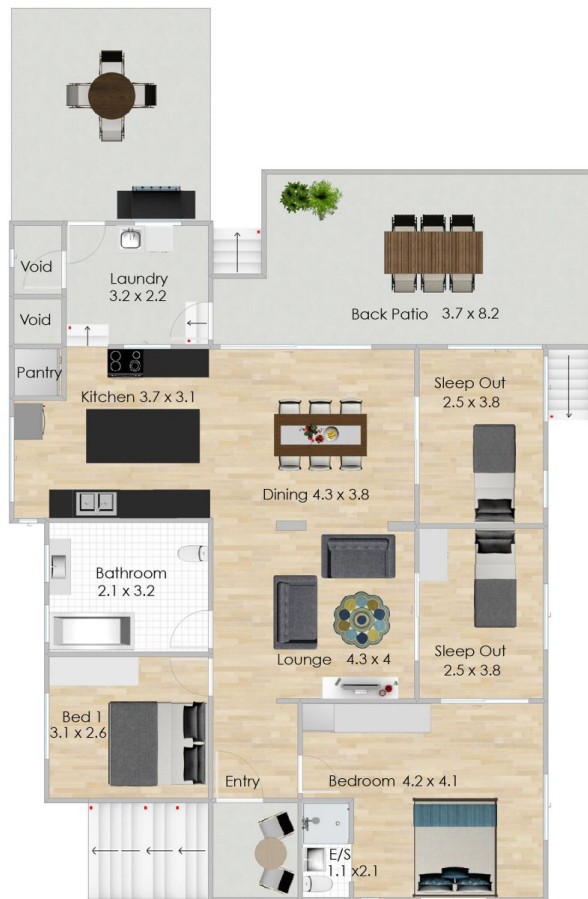 Void
Laundry
3.2 x 2.2
Void
Back Patio 3.7 x 8.2
Pantry
Kitchen 3.7 x 3.1
Sleep Out
2.5 x 3.8
Dining 4.3 x 3.8
Bathroom
2.1 x 3.2
Lounge 4.3 x 4
Sleep Out
2.5 x 3.8
Bed 1
3.1 x 2.6
Entry
Bedroom 4.2 x 4.1
E/S
1.1 x2.1